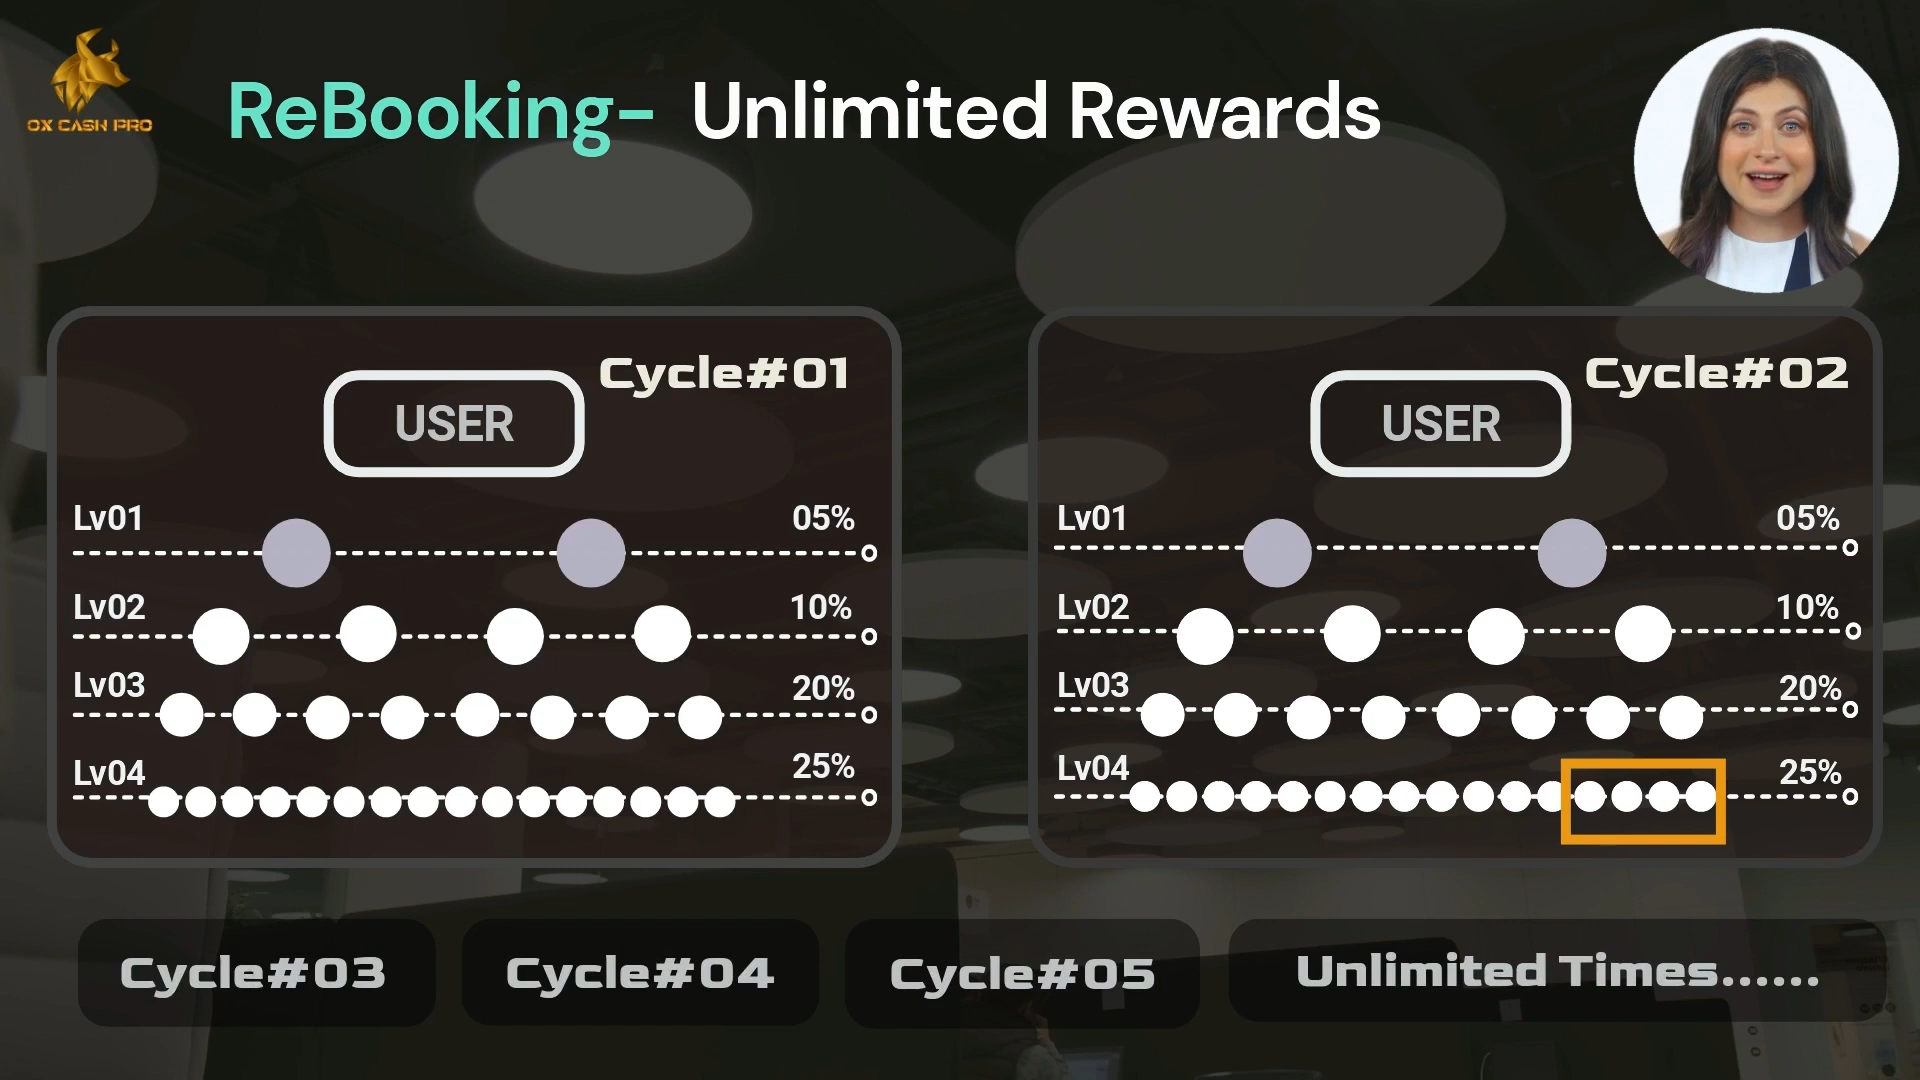 OX CASH PRO
ReBooking- Unlimited Rewards
Cycle#01
USER
Lv01 05%
Lv02 10%
Lv03 20%
Lv04 25%
Cycle#02
USER
Lv01 05%
Lv02 10%
Lv03 20%
Lv04 25%
Cycle#03
Cycle#04
Cycle#05
Unlimited Times......